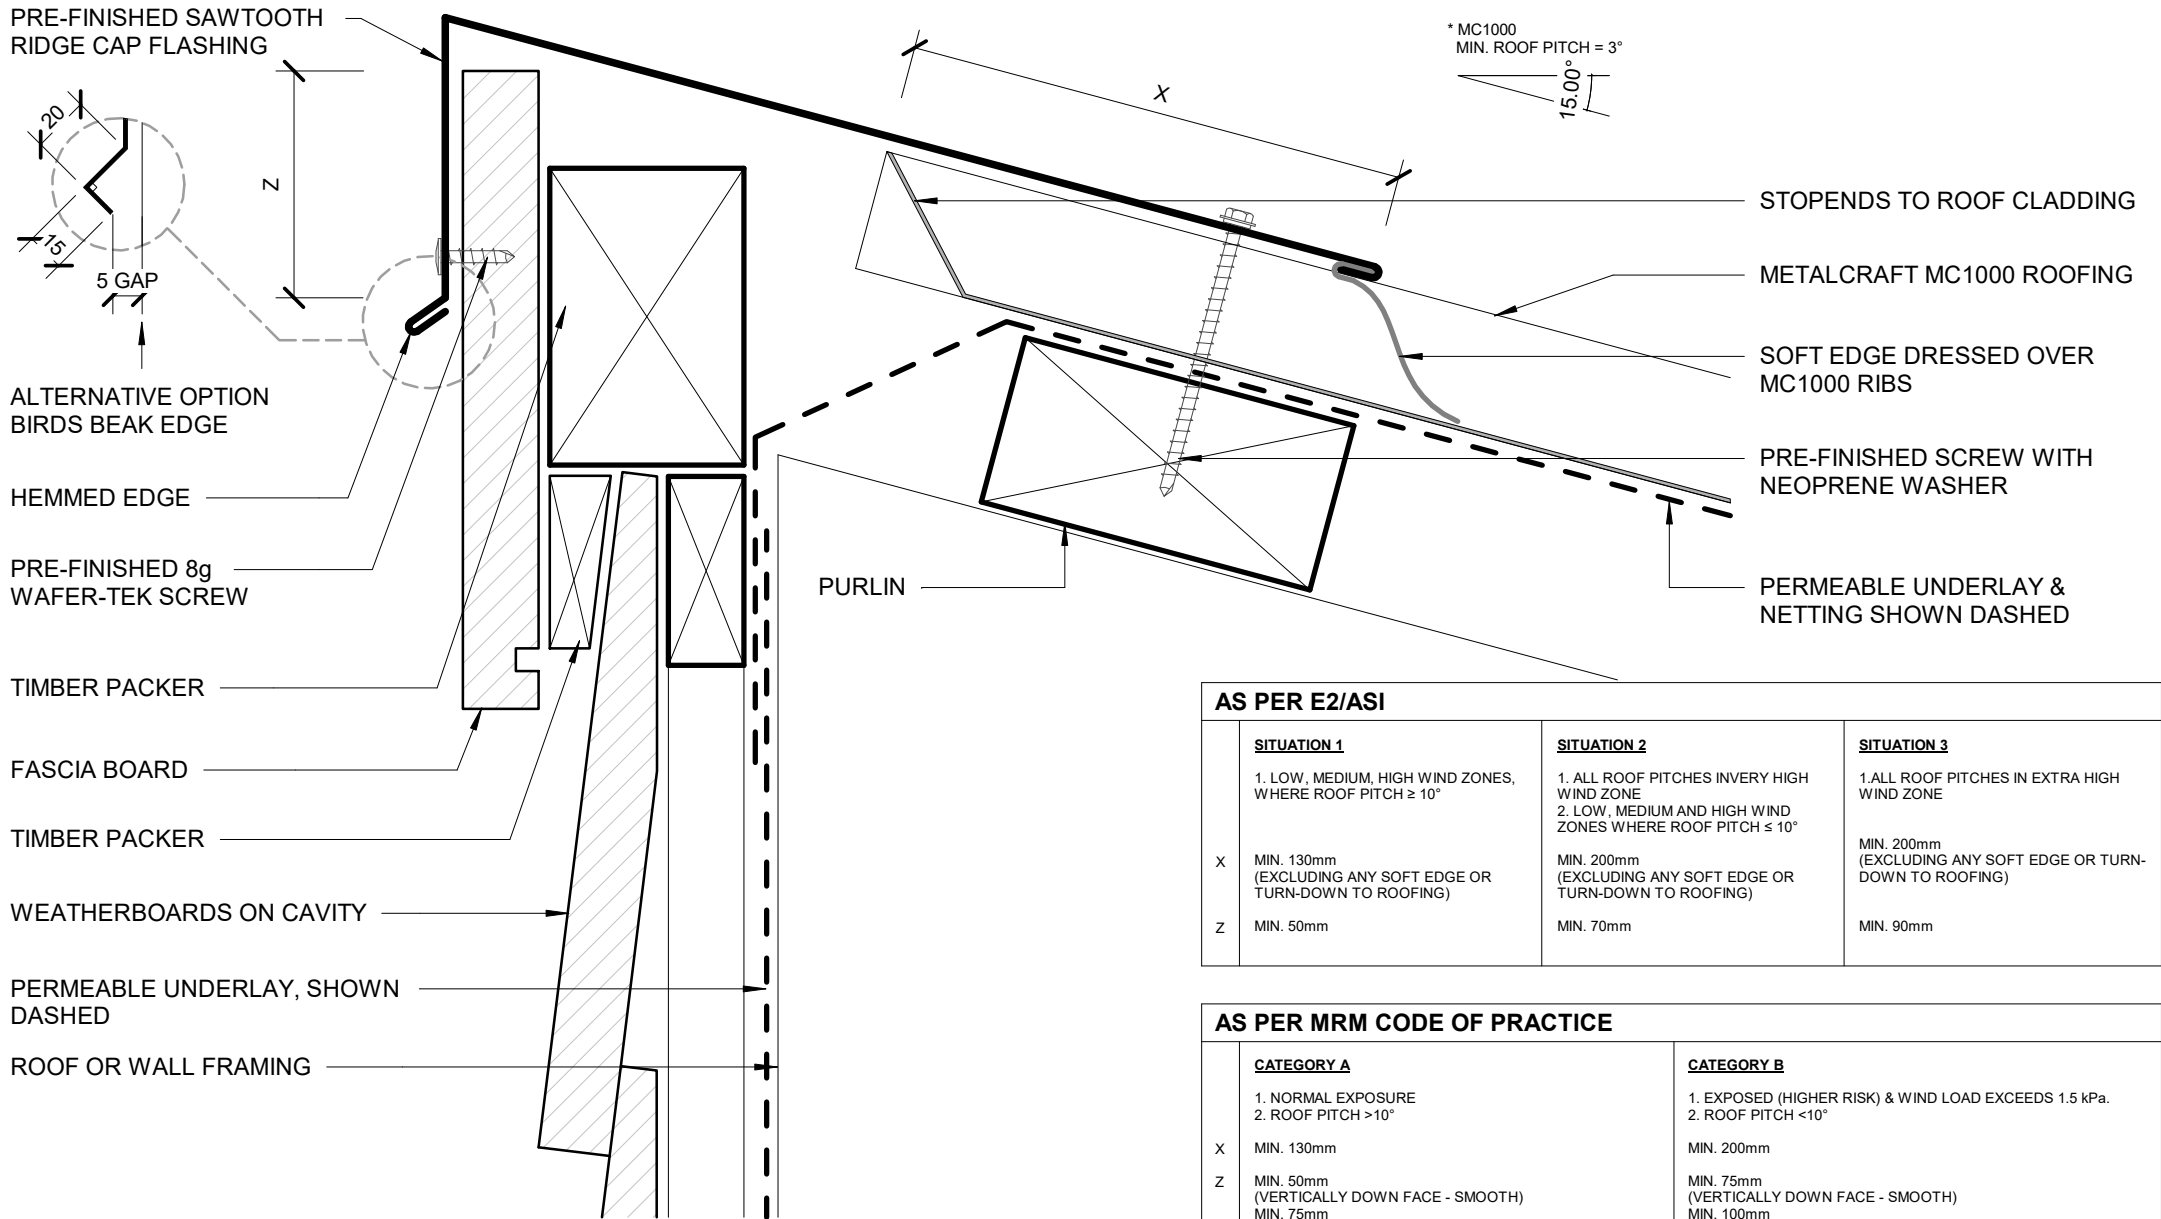 PRE-FINISHED SAWTOOTH
RIDGE CAP FLASHING
20
15
5 GAP
Z
X
* MC1000
MIN. ROOF PITCH = 3°
15.00°
ALTERNATIVE OPTION
BIRDS BEAK EDGE
HEMMED EDGE
PRE-FINISHED 8g
WAFER-TEK SCREW
TIMBER PACKER
FASCIA BOARD
TIMBER PACKER
WEATHERBOARDS ON CAVITY
PERMEABLE UNDERLAY, SHOWN
DASHED
ROOF OR WALL FRAMING
PURLIN
STOPENDS TO ROOF CLADDING
METALCRAFT MC1000 ROOFING
SOFT EDGE DRESSED OVER
MC1000 RIBS
PRE-FINISHED SCREW WITH
NEOPRENE WASHER
PERMEABLE UNDERLAY &
NETTING SHOWN DASHED
AS PER E2/ASI
SITUATION 1
1. LOW, MEDIUM, HIGH WIND ZONES,
WHERE ROOF PITCH ≥ 10°
SITUATION 2
1. ALL ROOF PITCHES INVERY HIGH
WIND ZONE
2. LOW, MEDIUM AND HIGH WIND
ZONES WHERE ROOF PITCH ≤ 10°
SITUATION 3
1.ALL ROOF PITCHES IN EXTRA HIGH
WIND ZONE
X
MIN. 130mm
(EXCLUDING ANY SOFT EDGE OR
TURN-DOWN TO ROOFING)
MIN. 200mm
(EXCLUDING ANY SOFT EDGE OR
TURN-DOWN TO ROOFING)
MIN. 200mm
(EXCLUDING ANY SOFT EDGE OR TURN-
DOWN TO ROOFING)
Z
MIN. 50mm
MIN. 70mm
MIN. 90mm
AS PER MRM CODE OF PRACTICE
CATEGORY A
1. NORMAL EXPOSURE
2. ROOF PITCH >10°
CATEGORY B
1. EXPOSED (HIGHER RISK) & WIND LOAD EXCEEDS 1.5 kPa.
2. ROOF PITCH <10°
X
MIN. 130mm
MIN. 200mm
Z
MIN. 50mm
(VERTICALLY DOWN FACE - SMOOTH)
MIN. 75mm
MIN. 75mm
(VERTICALLY DOWN FACE - SMOOTH)
MIN. 100mm